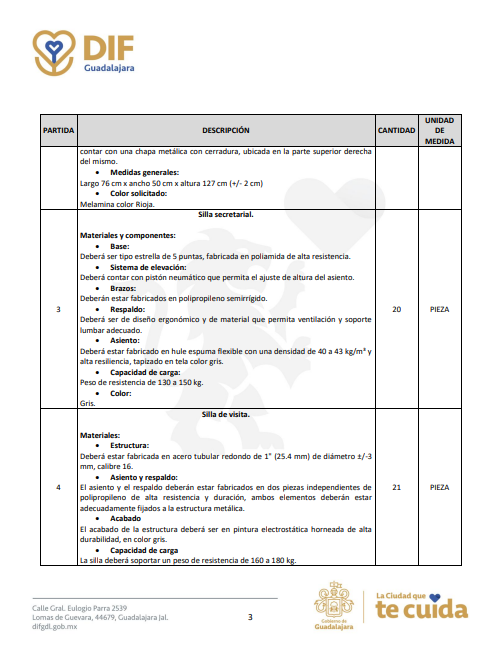 DIF
Guadalajara
PARTIDA
DESCRIPCIÓN
CANTIDAD
UNIDAD
DE
MEDIDA
contar con una chapa metálica con cerradura, ubicada en la parte superior derecha
del mismo.
• Medidas generales:
Largo 76 cm x ancho 50 cm x altura 127 cm (+/- 2 cm)
• Color solicitado:
Melamina color Rioja.
3
Silla secretarial.
Materiales y componentes:
• Base:
Deberá ser tipo estrella de 5 puntas, fabricada en poliamida de alta resistencia.
• Sistema de elevación:
Deberá contar con pistón neumático que permita el ajuste de altura del asiento.
• Brazos:
Deberán estar fabricados en polipropileno semirrígido.
• Respaldo:
Deberá ser de diseño ergonómico y de material que permita ventilación y soporte
lumbar adecuado.
• Asiento:
Deberá estar fabricado en hule espuma flexible con una densidad de 40 a 43 kg/m³ y
alta resiliencia, tapizado en tela color gris.
• Capacidad de carga:
Peso de resistencia de 130 a 150 kg.
• Color:
Gris.
20
PIEZA
4
Silla de visita.
Materiales:
• Estructura:
Deberá estar fabricada en acero tubular redondo de 1" (25.4 mm) de diámetro ±/-3
mm, calibre 16.
• Asiento y respaldo:
El asiento y el respaldo deberán estar fabricados en dos piezas independientes de
polipropileno de alta resistencia y duración, ambos elementos deberán estar
adecuadamente fijados a la estructura metálica.
• Acabado
El acabado de la estructura deberá ser en pintura electrostática horneada de alta
durabilidad, en color gris.
• Capacidad de carga
La silla deberá soportar un peso de resistencia de 160 a 180 kg.
21
PIEZA
Calle Gral. Eulogio Parra 2539
Lomas de Guevara, 44679, Guadalajara Jal.
difgdl.gob.mx
3
Gobierno de
Guadalajara
La Ciudad que
te cuida